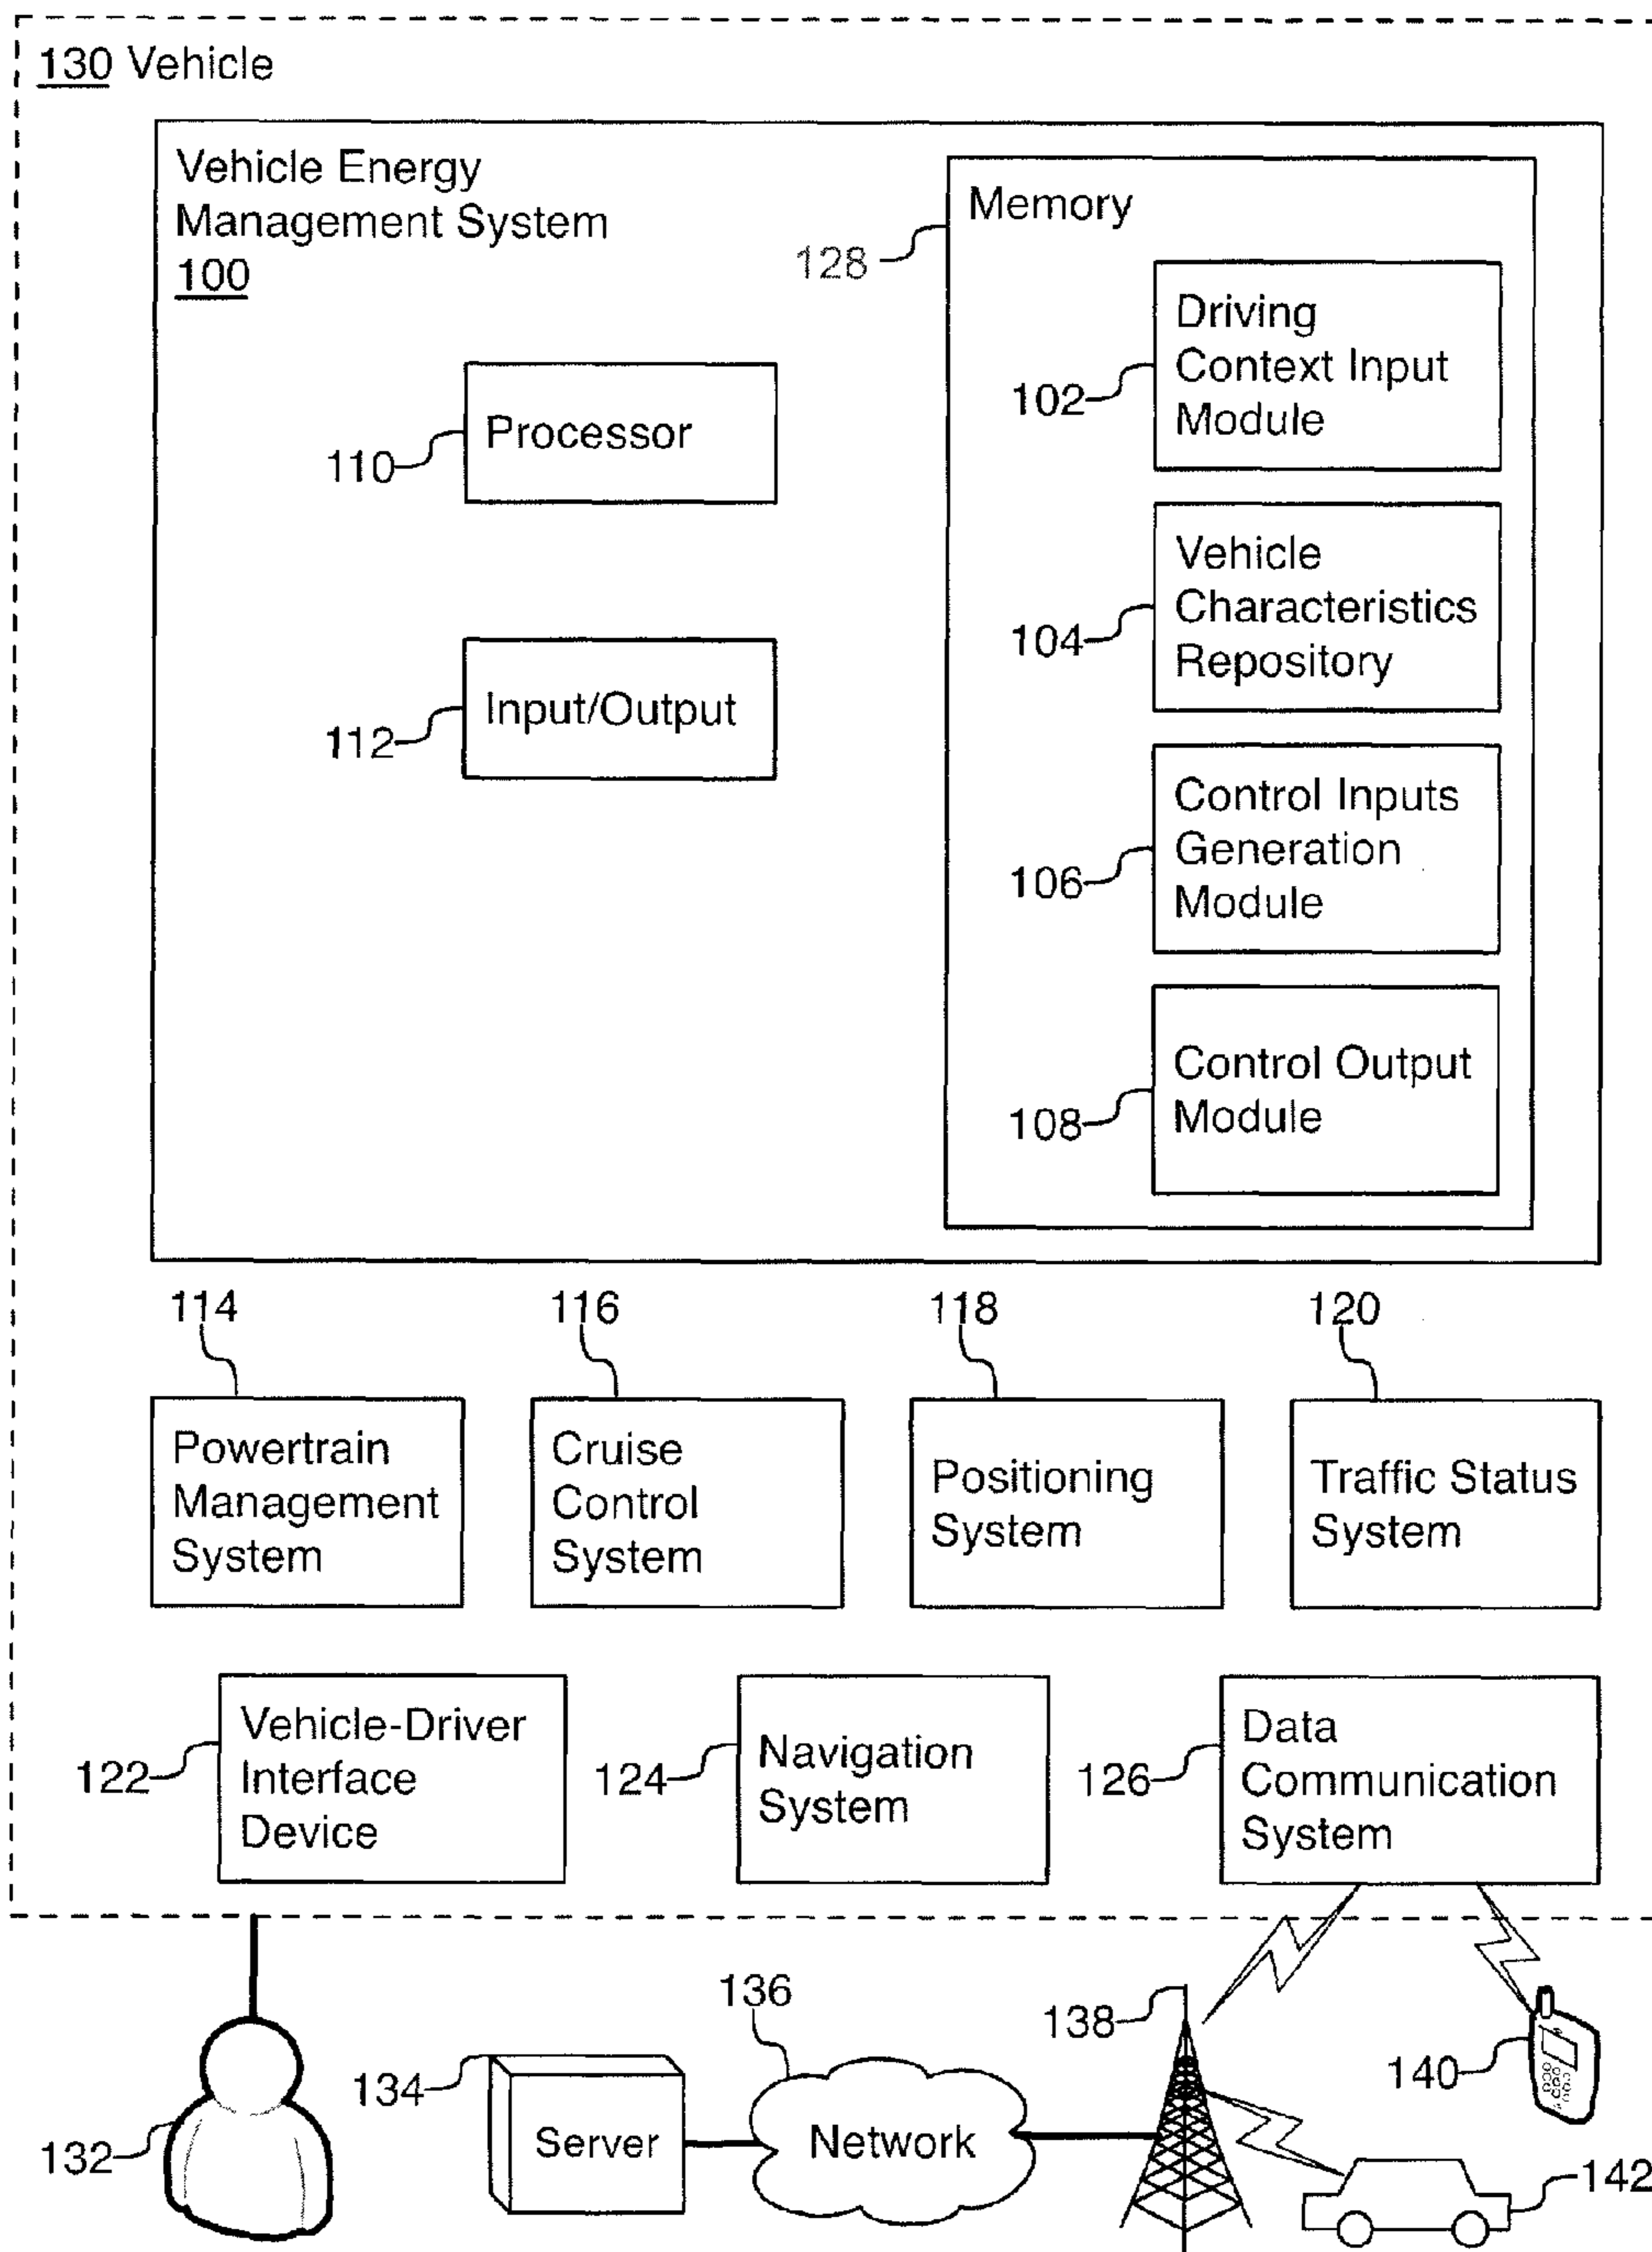 130 Vehicle
Vehicle Energy
Management System
100
Memory
128
Driving
Context Input
Module
102
Processor
110
Vehicle
Characteristics
Repository
104
Input/Output
112
Control Inputs
Generation
Module
106
Control Output
Module
108
114
116
118
120
Powertrain
Management
System
Cruise
Control
System
Positioning
System
Traffic Status
System
Vehicle-Driver
Interface
Device
122
Navigation
System
124
Data
Communication
System
126
132
134
Server
136
Network
138
140
142